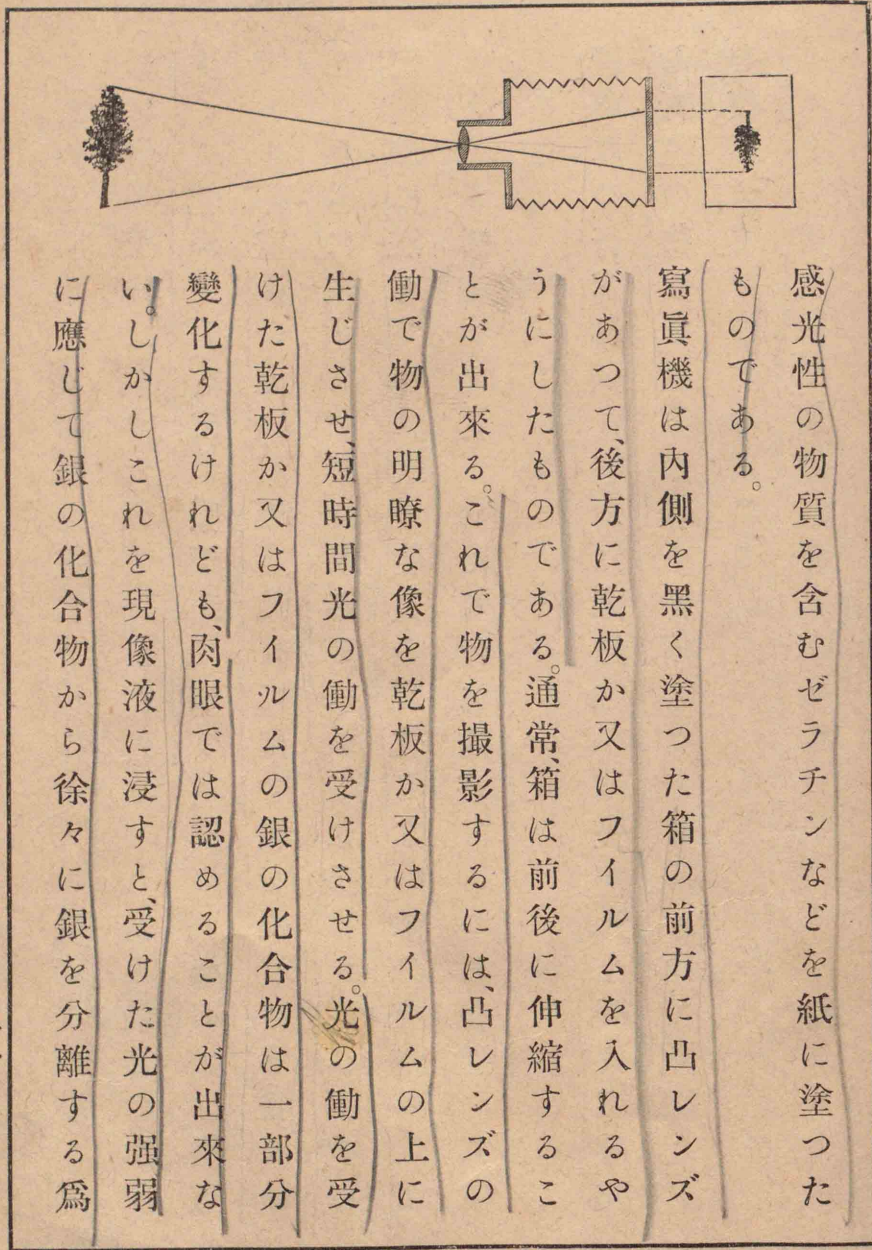 感光性の物質を含むゼラチンなどを紙に塗つた
ものである。
寫眞機は內側を黑く塗つた箱の前方に凸レンズ
があつて、後方に乾板か又はフイルムを入れるや
うにしたものである。通常、箱は前後に伸縮するこ
とが出來る。これで物を撮影するには、凸レンズの
働で物の明瞭な像を乾板か又はフイルムの上に
生じさせ、短時間光の働を受けさせる。光の働を受
けた乾板か又はフイルムの銀の化合物は一部分
變化するけれども、肉眼では認めることが出來な
い。しかしこれを現像液に浸すと、受けた光の强弱
に應じて銀の化合物から徐々に銀を分離する爲